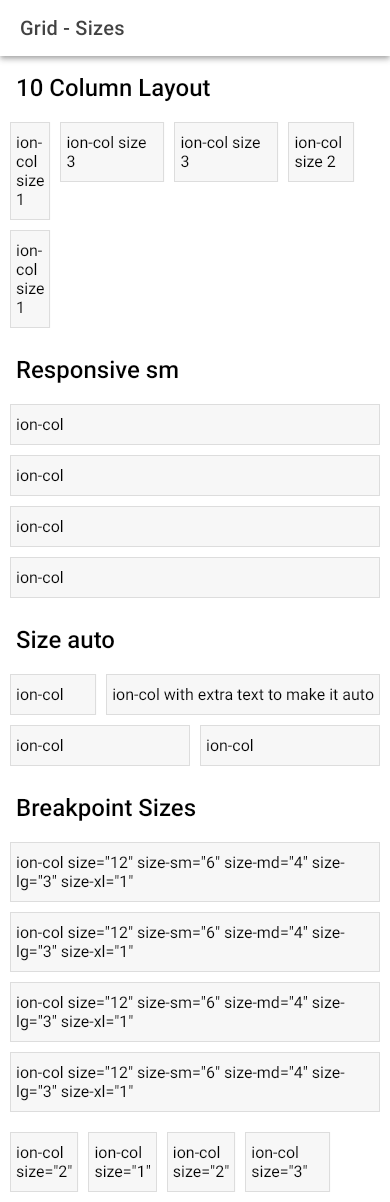 Grid - Sizes
10 Column Layout
ion-
col
size
1
ion-col size
3
ion-col size
3
ion-col
size 2
ion-
col
size
1
Responsive sm
ion-col
ion-col
ion-col
ion-col
Size auto
ion-col
ion-col with extra text to make it auto
ion-col
ion-col
Breakpoint Sizes
ion-col size="12" size-sm="6" size-md="4" size-
lg="3" size-xl="1"
ion-col size="12" size-sm="6" size-md="4" size-
lg="3" size-xl="1"
ion-col size="12" size-sm="6" size-md="4" size-
lg="3" size-xl="1"
ion-col size="12" size-sm="6" size-md="4" size-
lg="3" size-xl="1"
ion-col
size="2"
ion-col
size="1"
ion-col
size="2"
ion-col
size="3"